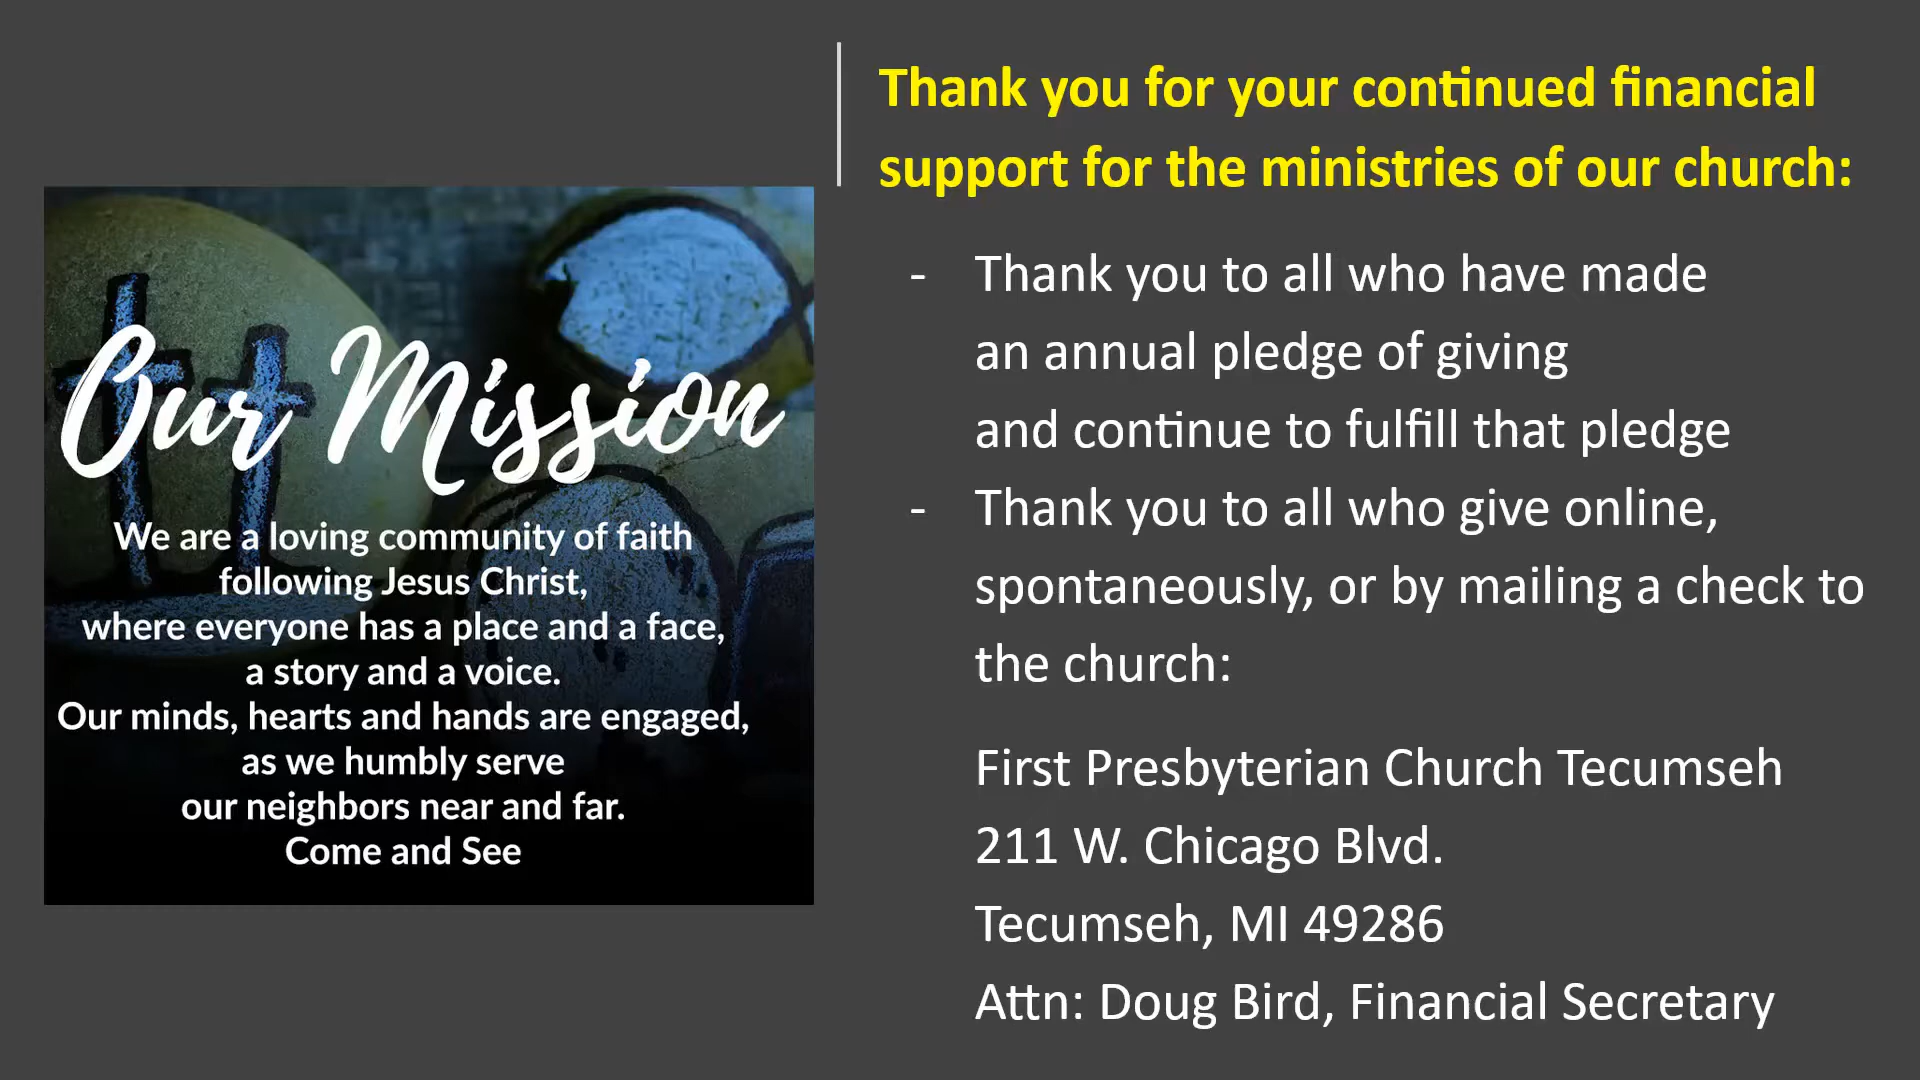 Our Mission
We are a loving community of faith
following Jesus Christ,
where everyone has a place and a face,
a story and a voice.
Our minds, hearts and hands are engaged,
as we humbly serve
our neighbors near and far.
Come and See
Thank you for your continued financial
support for the ministries of our church:
- Thank you to all who have made
an annual pledge of giving
and continue to fulfill that pledge
- Thank you to all who give online,
spontaneously, or by mailing a check to
the church:
First Presbyterian Church Tecumseh
211 W. Chicago Blvd.
Tecumseh, MI 49286
Attn: Doug Bird, Financial Secretary